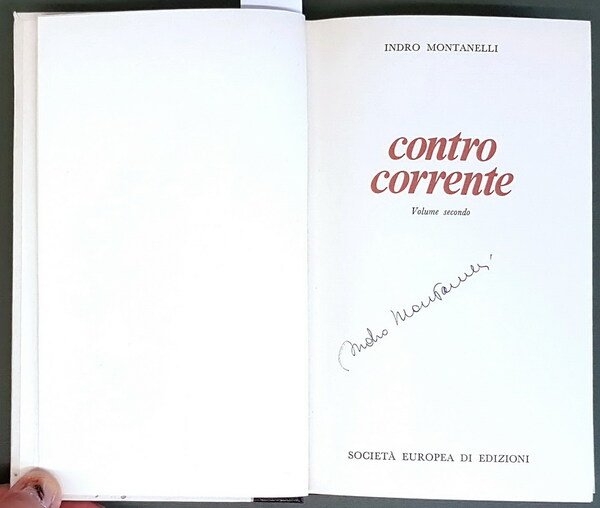 INDRO MONTANELLI
contro
corrente
Volume secondo
Indro Montanelli
SOCIETÀ EUROPEA DI EDIZIONI